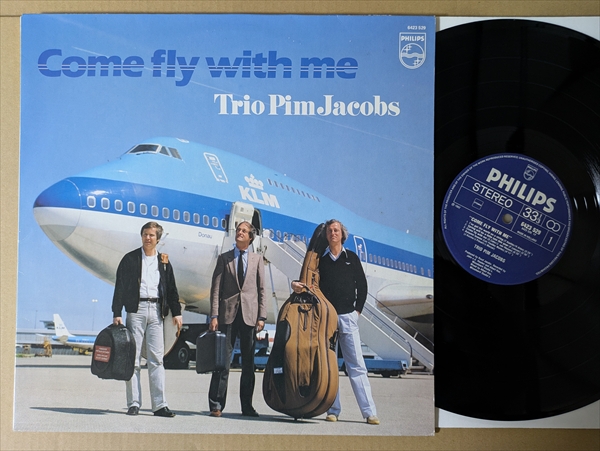 6423 529
PHILIPS
Come fly with me
Trio Pim Jacobs
KLM
PHILIPS
STEREO 33⅓
6423 529
1
"COME FLY WITH ME"
TRIO PIM JACOBS